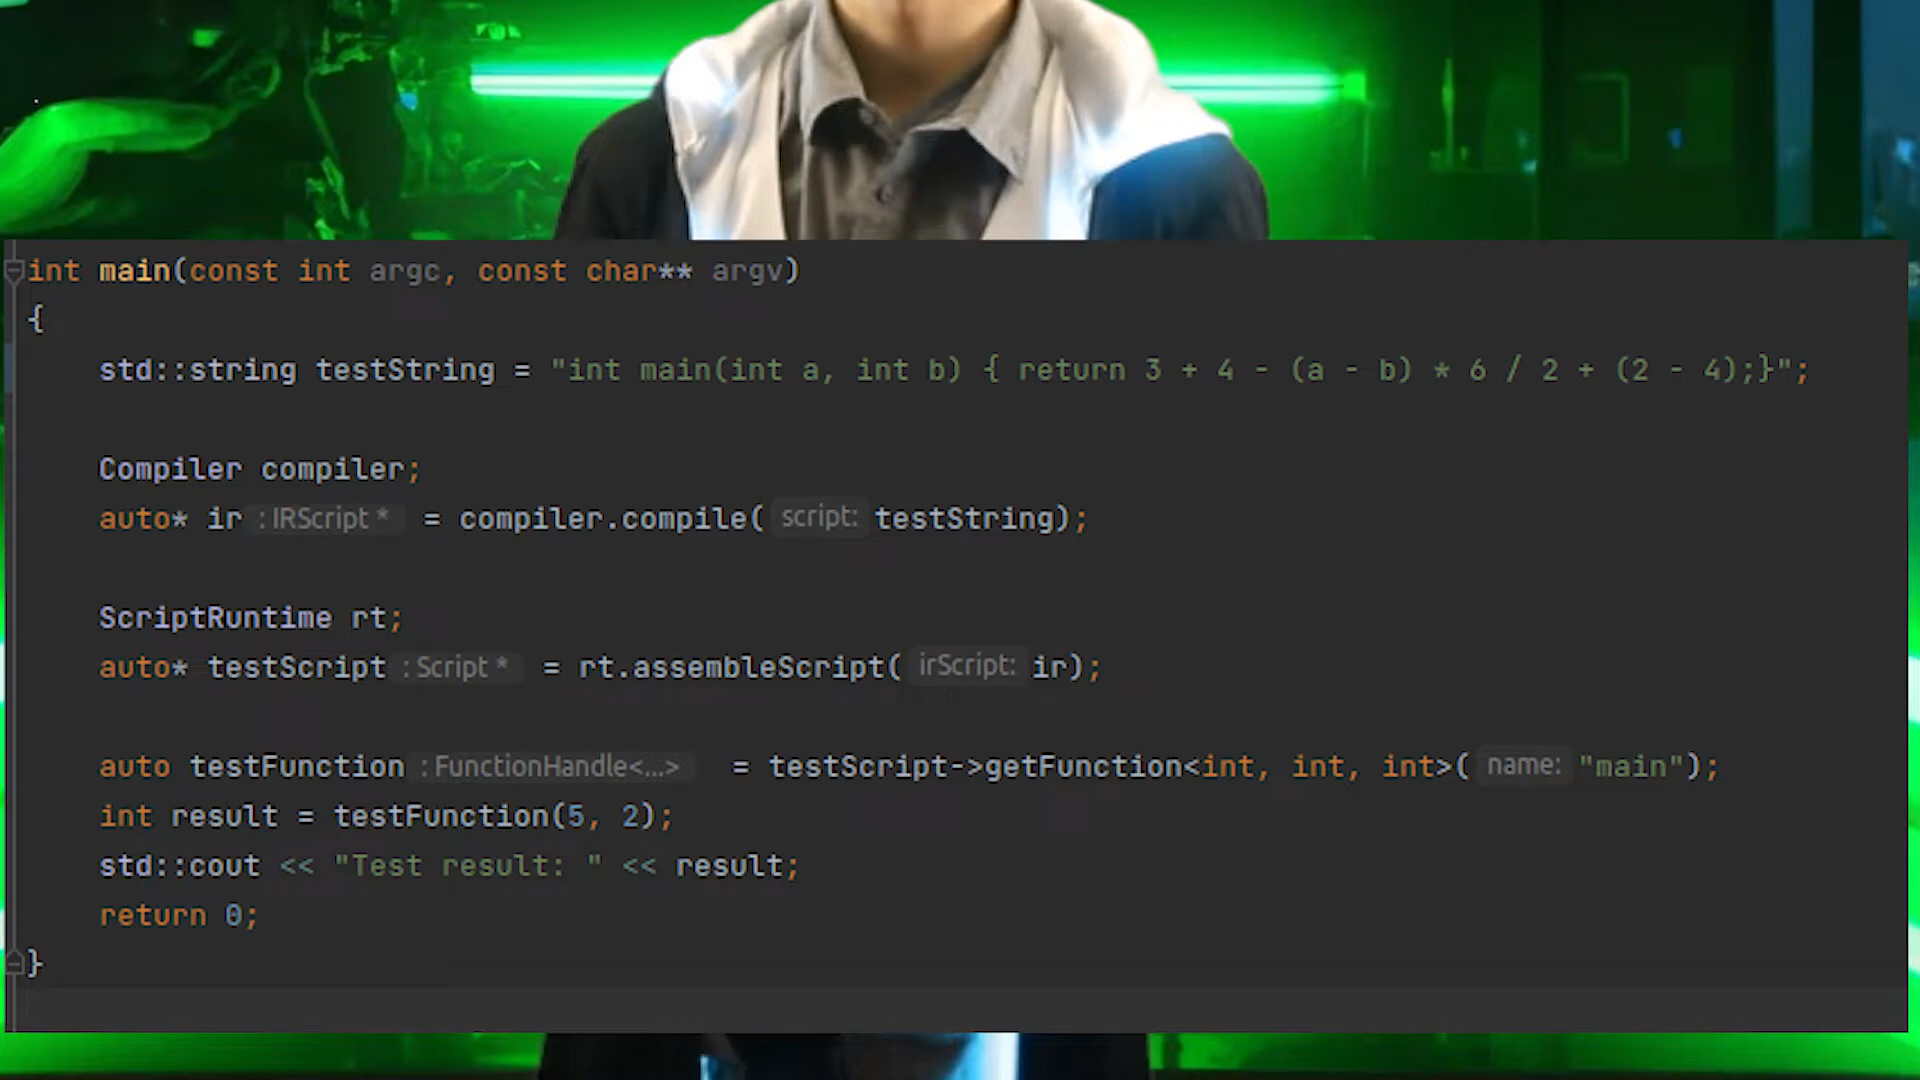 int main(const int argc, const char** argv)
{
std::string testString = "int main(int a, int b) { return 3 + 4 - (a - b) * 6 / 2 + (2 - 4);}";
Compiler compiler;
auto* ir : IRScript * = compiler.compile( script: testString);
ScriptRuntime rt;
auto* testScript : Script * = rt.assembleScript( irScript: ir);
auto testFunction : FunctionHandle<...> = testScript->getFunction<int, int, int>( name: "main");
int result = testFunction(5, 2);
std::cout << "Test result: " << result;
return 0;
}